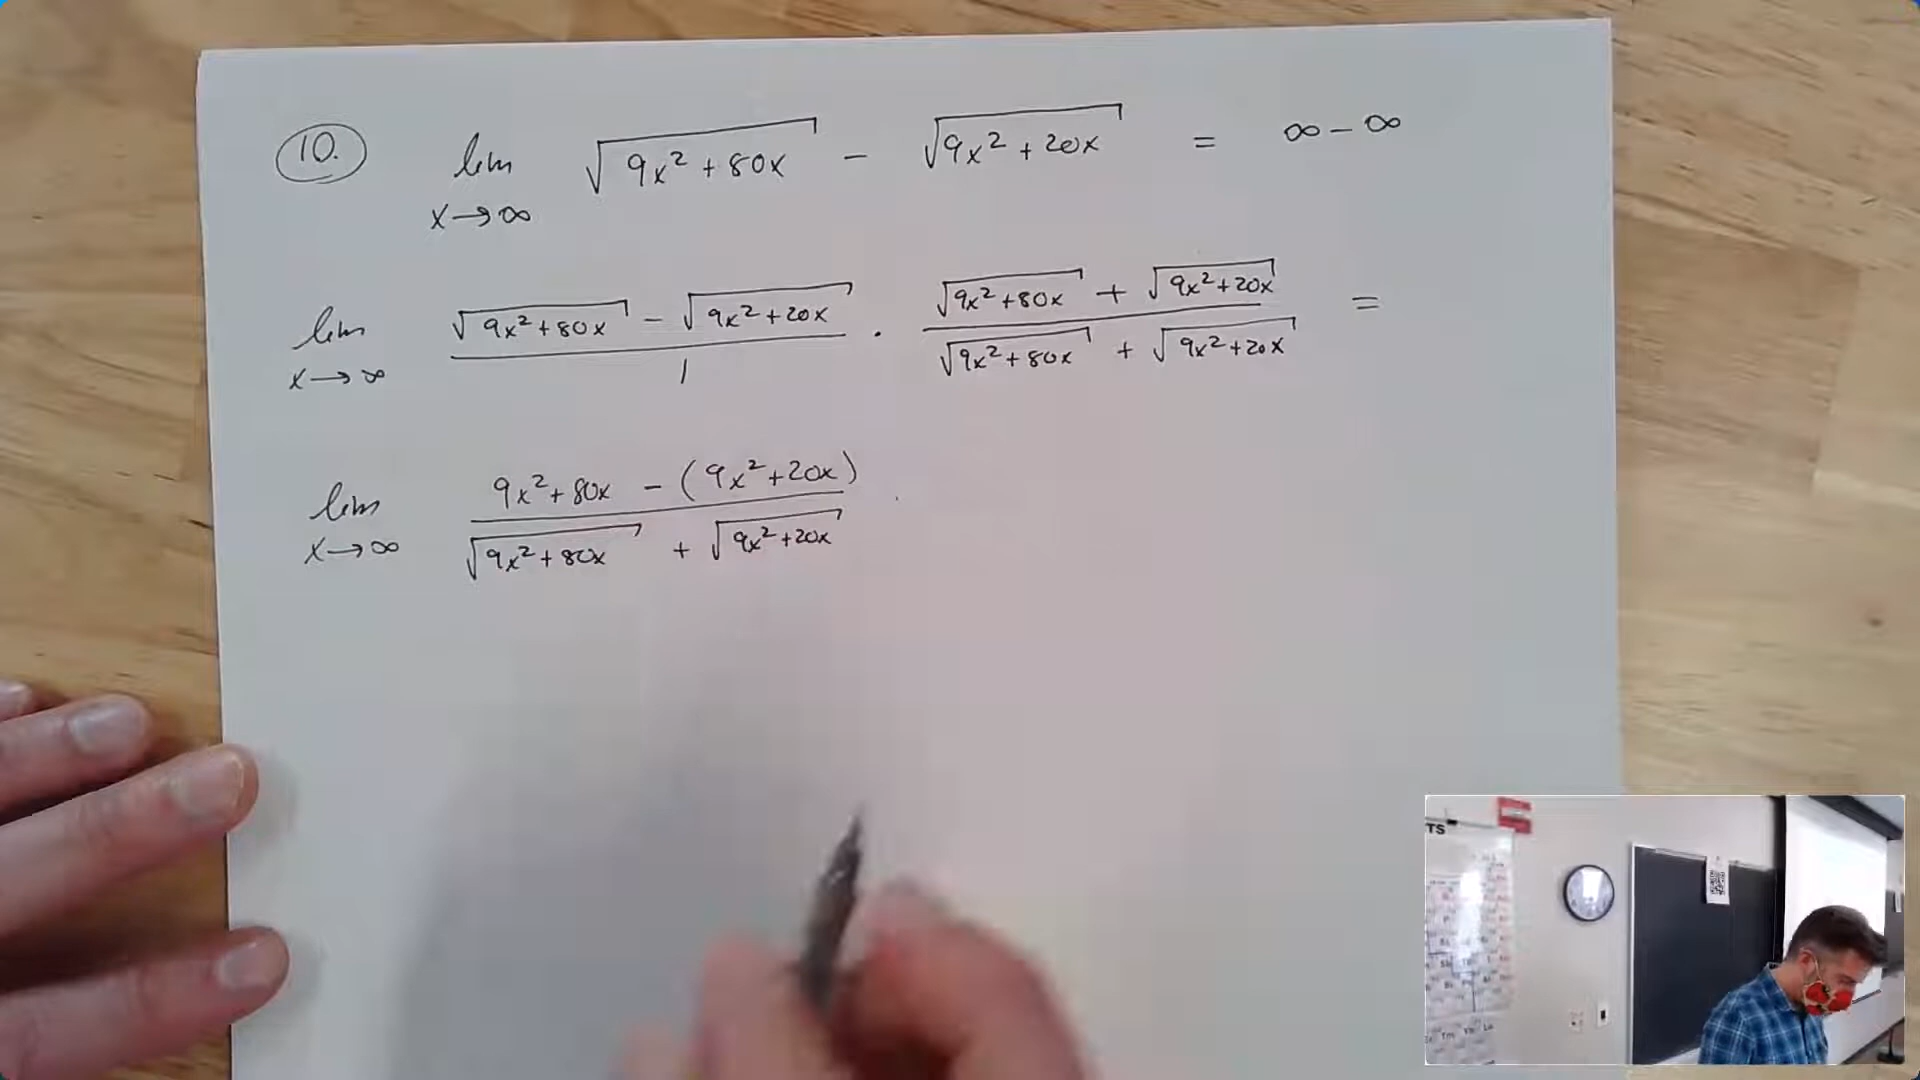 10. lim x→∞ √(9x²+80x) − √(9x²+20x) = ∞−∞
lim x→∞ (√(9x²+80x) − √(9x²+20x))/1 · (√(9x²+80x) + √(9x²+20x))/(√(9x²+80x) + √(9x²+20x)) =
lim x→∞ (9x²+80x − (9x²+20x))/(√(9x²+80x) + √(9x²+20x))
TS